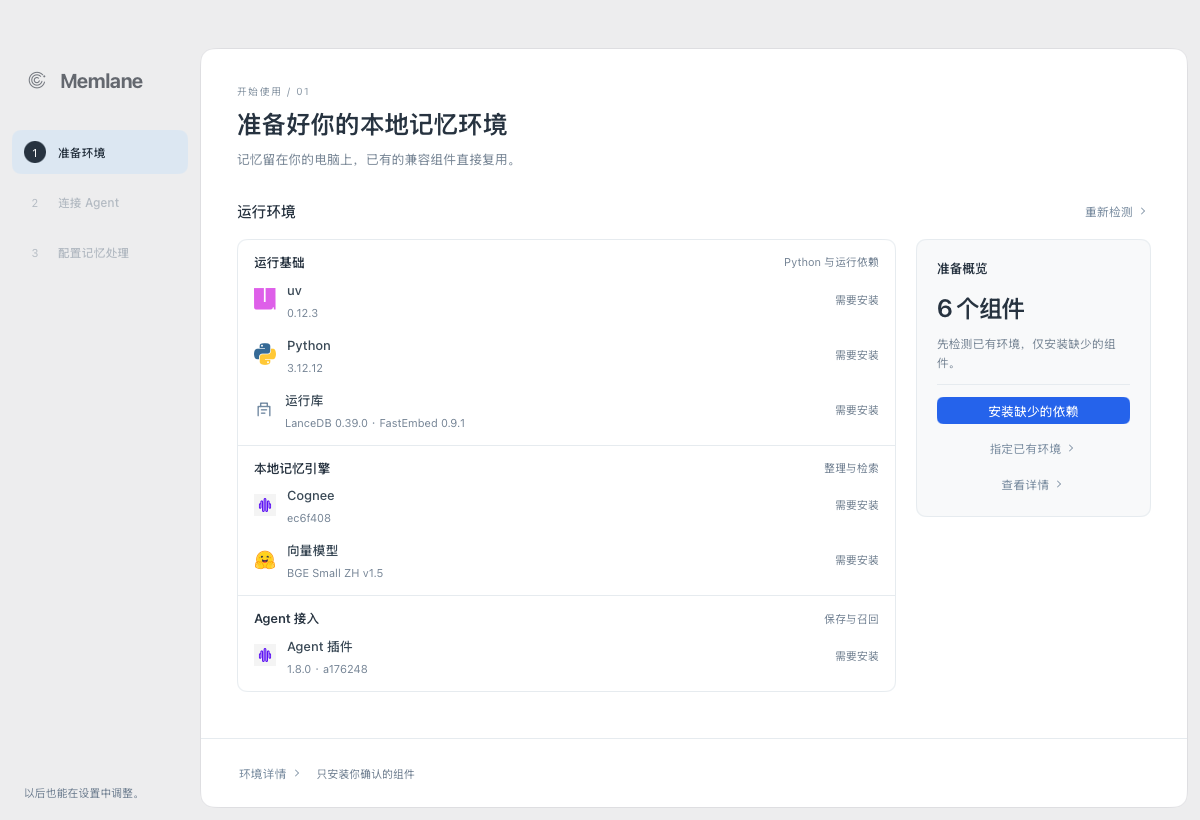 Memlane
1 准备环境
2 连接 Agent
3 配置记忆处理
以后也能在设置中调整。
开始使用 / 01
准备好你的本地记忆环境
记忆留在你的电脑上，已有的兼容组件直接复用。
运行环境
重新检测
运行基础
Python 与运行依赖
uv
0.12.3
需要安装
Python
3.12.12
需要安装
运行库
LanceDB 0.39.0 · FastEmbed 0.9.1
需要安装
本地记忆引擎
整理与检索
Cognee
ec6f408
需要安装
向量模型
BGE Small ZH v1.5
需要安装
Agent 接入
保存与召回
Agent 插件
1.8.0 · a176248
需要安装
准备概览
6 个组件
先检测已有环境，仅安装缺少的组
件。
安装缺少的依赖
指定已有环境
查看详情
环境详情
只安装你确认的组件